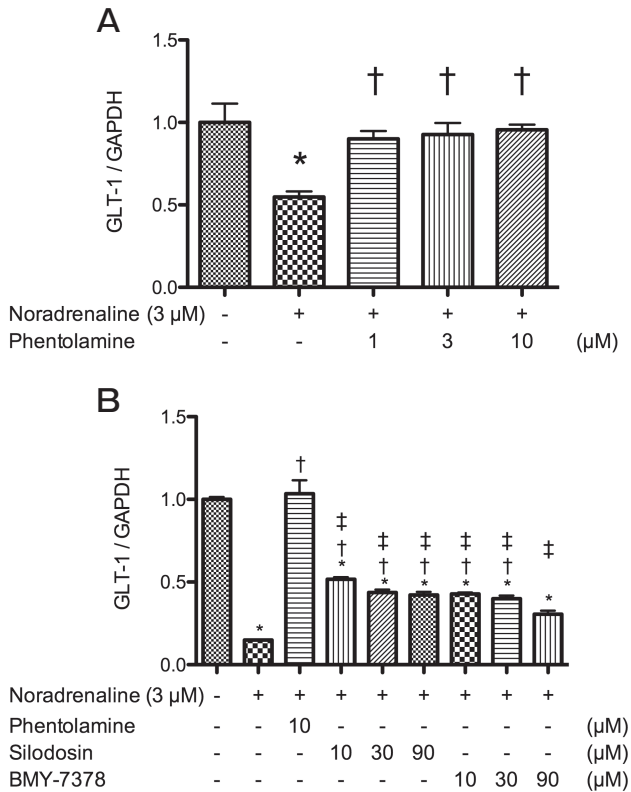 A
1.5
†
†
†
1.0
*
GLT-1 / GAPDH
0.5
0.0
Noradrenaline (3 µM) - + + + +
Phentolamine - - 1 3 10 (µM)
B
1.5
†
1.0
‡
† ‡ ‡ ‡ ‡ ‡
* † † † †
GLT-1 / GAPDH
0.5
* * * * * * *
0.0
Noradrenaline (3 µM) - + + + + + + + +
Phentolamine - - 10 - - - - - - (µM)
Silodosin - - - 10 30 90 - - - (µM)
BMY-7378 - - - - - - 10 30 90 (µM)